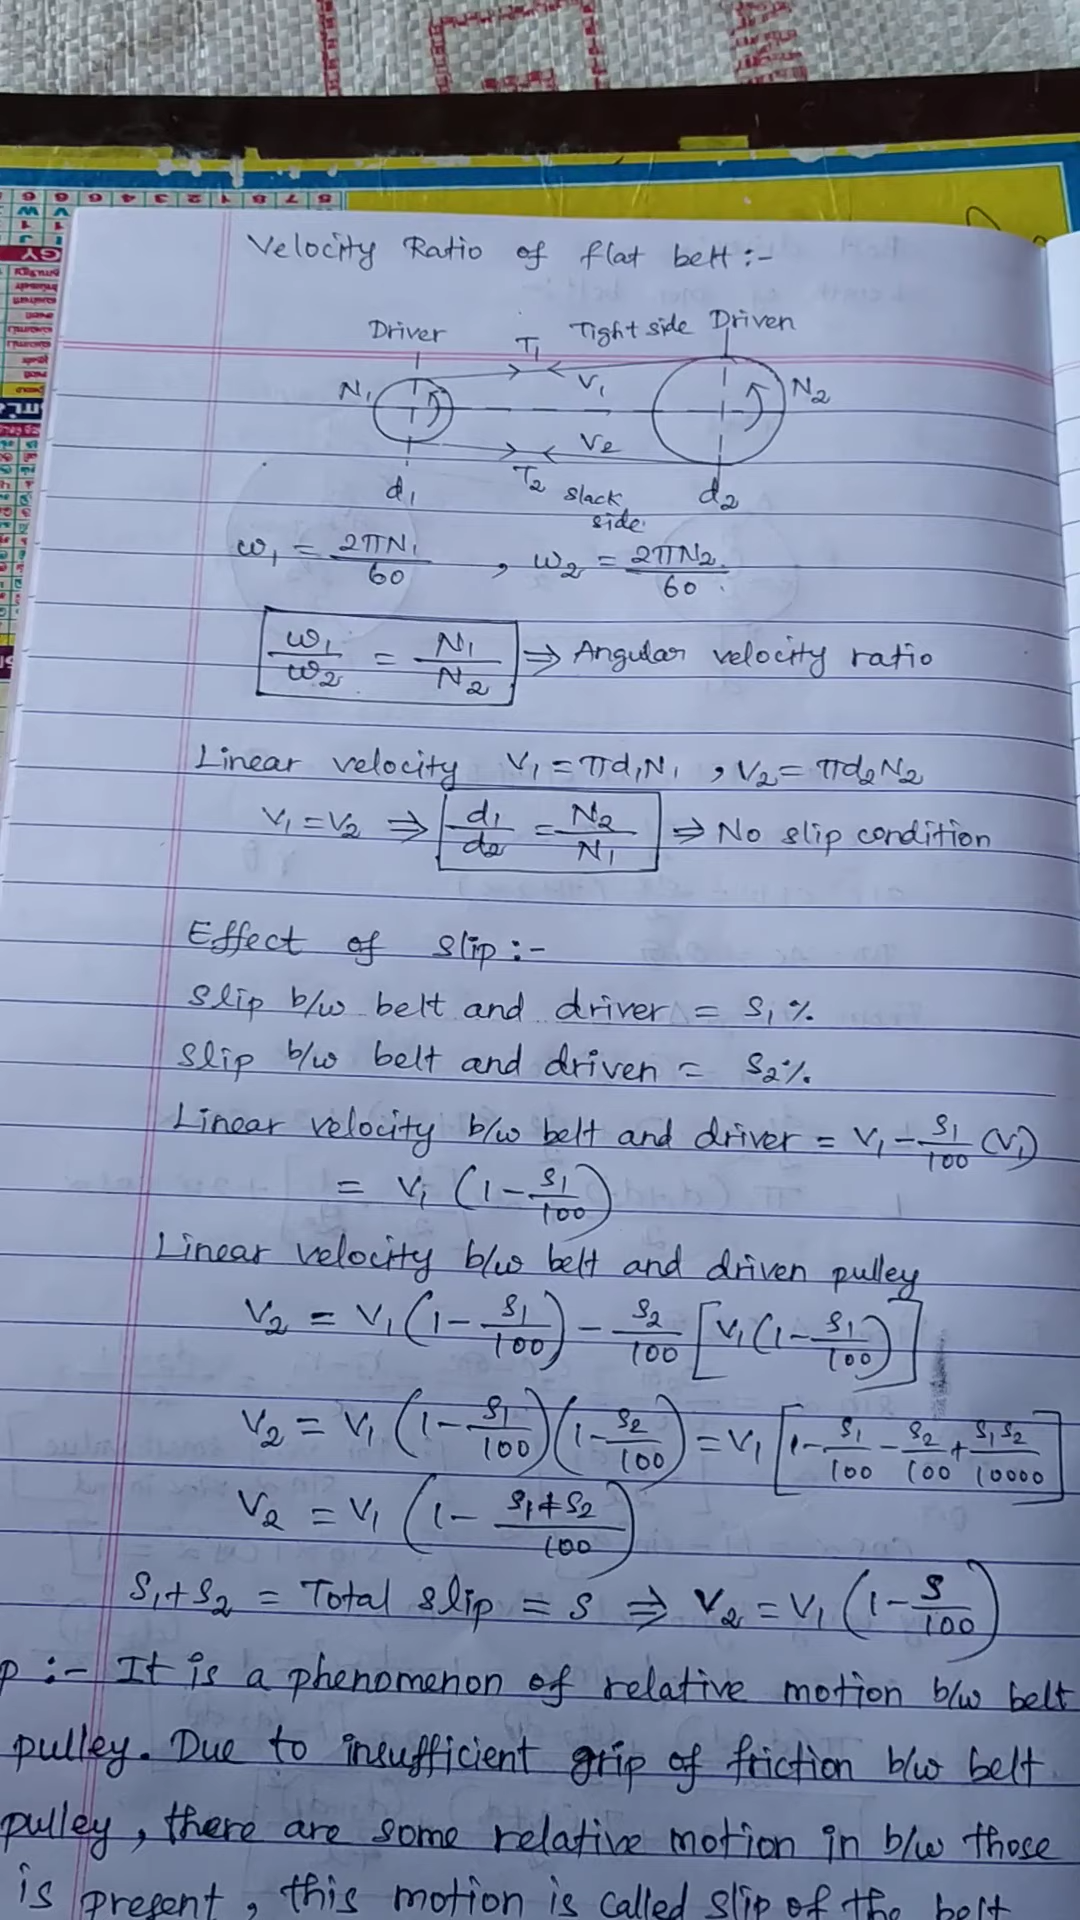 Velocity Ratio of flat belt :-
Driver T₁ Tight side Driven
N₁ V₁ N₂
V₂
d₁ T₂ slack side. d₂
ω₁ = 2πN₁/60 , ω₂ = 2πN₂/60 .
ω₁/ω₂ = N₁/N₂ ⇒ Angular velocity ratio
Linear velocity V₁ = πd₁N₁ , V₂ = πd₂N₂
V₁ = V₂ ⇒ d₁/d₂ = N₂/N₁ ⇒ No slip condition
Effect of slip :-
Slip b/w belt and driver = S₁ %
Slip b/w belt and driven = S₂ %
Linear velocity b/w belt and driver = V₁ - S₁/100 (V₁)
= V₁ (1 - S₁/100)
Linear velocity b/w belt and driven pulley
V₂ = V₁ (1 - S₁/100) - S₂/100 [V₁ (1 - S₁/100)]
V₂ = V₁ (1 - S₁/100) (1 - S₂/100) = V₁ [1 - S₁/100 - S₂/100 + S₁S₂/10000]
V₂ = V₁ (1 - S₁+S₂/100)
S₁+S₂ = Total slip = S ⇒ V₂ = V₁ (1 - S/100)
p :- It is a phenomenon of relative motion b/w belt
pulley. Due to insufficient grip of friction b/w belt
pulley, there are some relative motion in b/w those
is present, this motion is called slip of the belt